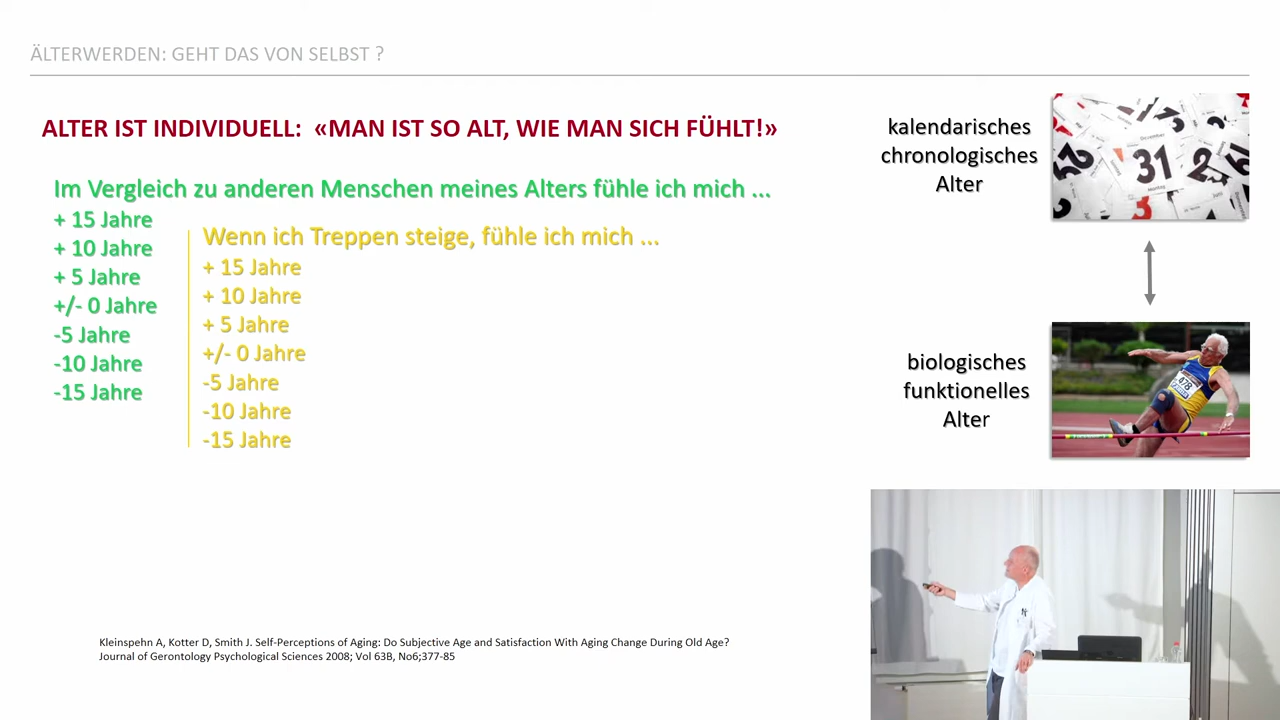 ÄLTERWERDEN: GEHT DAS VON SELBST ?
ALTER IST INDIVIDUELL: «MAN IST SO ALT, WIE MAN SICH FÜHLT!»
Im Vergleich zu anderen Menschen meines Alters fühle ich mich ...
+ 15 Jahre
+ 10 Jahre
+ 5 Jahre
+/- 0 Jahre
-5 Jahre
-10 Jahre
-15 Jahre
Wenn ich Treppen steige, fühle ich mich ...
+ 15 Jahre
+ 10 Jahre
+ 5 Jahre
+/- 0 Jahre
-5 Jahre
-10 Jahre
-15 Jahre
kalendarisches
chronologisches
Alter
31
biologisches
funktionelles
Alter
478
Kleinspehn A, Kotter D, Smith J. Self-Perceptions of Aging: Do Subjective Age and Satisfaction With Aging Change During Old Age?
Journal of Gerontology Psychological Sciences 2008; Vol 63B, No6;377-85